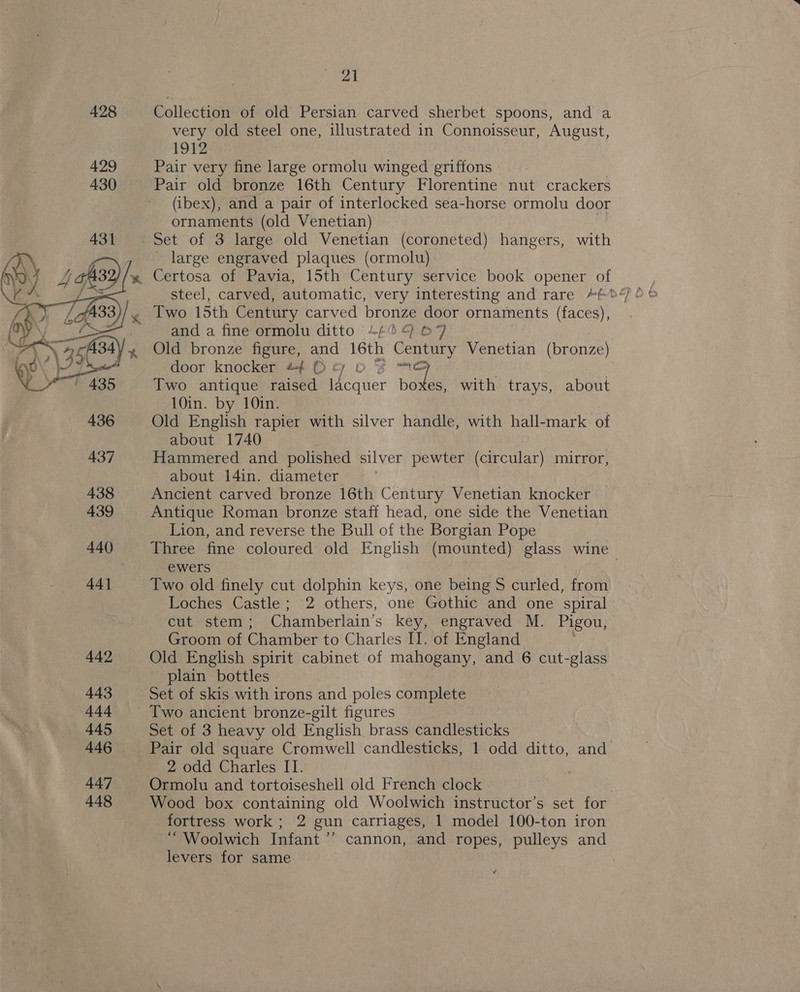 21
428 Collection of old Persian carved sherbet spoons, and a
very old steel one, illustrated in Connoisseur, August,
1912
429 Pair very fine large ormolu winged griffons
430 Pair old bronze 16th Century Florentine nut crackers
(ibex), and a pair of interlocked sea-horse ormolu door
ornaments (old Venetian)
431 Set of 3 large old Venetian (coroneted) hangers, with
large engraved plaques (ormolu)
432 Certosa of Pavia, 15th Century service book opener of
steel, carved, automatic, very interesting and rare
433 Two 15th Century carved bronze door ornaments (faces),
and a fine ormolu ditto
434 Old bronze figure, and 16th Century Venetian (bronze)
door knocker
435 Two antique raised lacquer boxes, with trays, about
10in. by 10in.
436 Old English rapier with silver handle, with hall-mark of
about 1740
437 Hammered and polished silver pewter (circular) mirror,
about 14in. diameter
438 Ancient carved bronze 16th Century Venetian knocker
439 Antique Roman bronze staff head, one side the Venetian
Lion, and reverse the Bull of the Borgian Pope
440 Three fine coloured old English (mounted) glass wine
ewers
441 Two old finely cut dolphin keys, one being S curled, from
Loches Castle; 2 others, one Gothic and one spiral
cut stem; Chamberlain's key, engraved M. Pigou,
Groom of Chamber to Charles II. of England
442 Old English spirit cabinet of mahogany, and 6 cut-glass
plain bottles
443 Set of skis with irons and poles complete
444 Two ancient bronze-gilt figures
445 Set of 3 heavy old English brass candlesticks
446 Pair old square Cromwell candlesticks, 1 odd ditto, and
2 odd Charles II.
447 Ormolu and tortoiseshell old French clock
448 Wood box containing old Woolwich instructor's set for
fortress work; 2 gun carriages, 1 model 100-ton iron
“Woolwich Infant” cannon, and ropes, pulleys and
levers for same